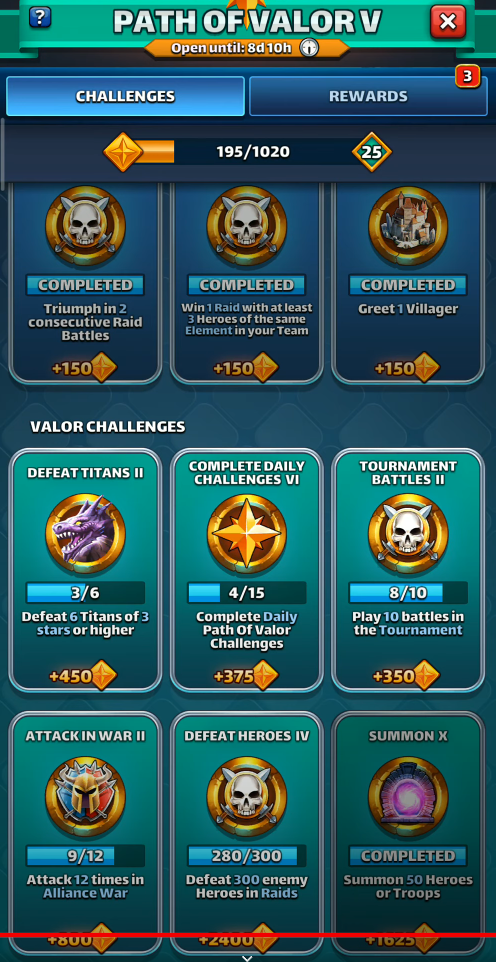 ?
PATH OF VALOR V
Open until: 8d 10h
CHALLENGES
REWARDS
3
195/1020
25
COMPLETED
Triumph in 2
consecutive Raid
Battles
+150
COMPLETED
Win 1 Raid with at least
3 Heroes of the same
Element in your Team
+150
COMPLETED
Greet 1 Villager
+150
VALOR CHALLENGES
DEFEAT TITANS II
3/6
Defeat 6 Titans of 3
stars or higher
+450
COMPLETE DAILY
CHALLENGES VI
4/15
Complete Daily
Path Of Valor
Challenges
+375
TOURNAMENT
BATTLES II
8/10
Play 10 battles in
the Tournament
+350
ATTACK IN WAR II
9/12
Attack 12 times in
Alliance War
+800
DEFEAT HEROES IV
280/300
Defeat 300 enemy
Heroes in Raids
+2400
SUMMON X
COMPLETED
Summon 50 Heroes
or Troops
+1625